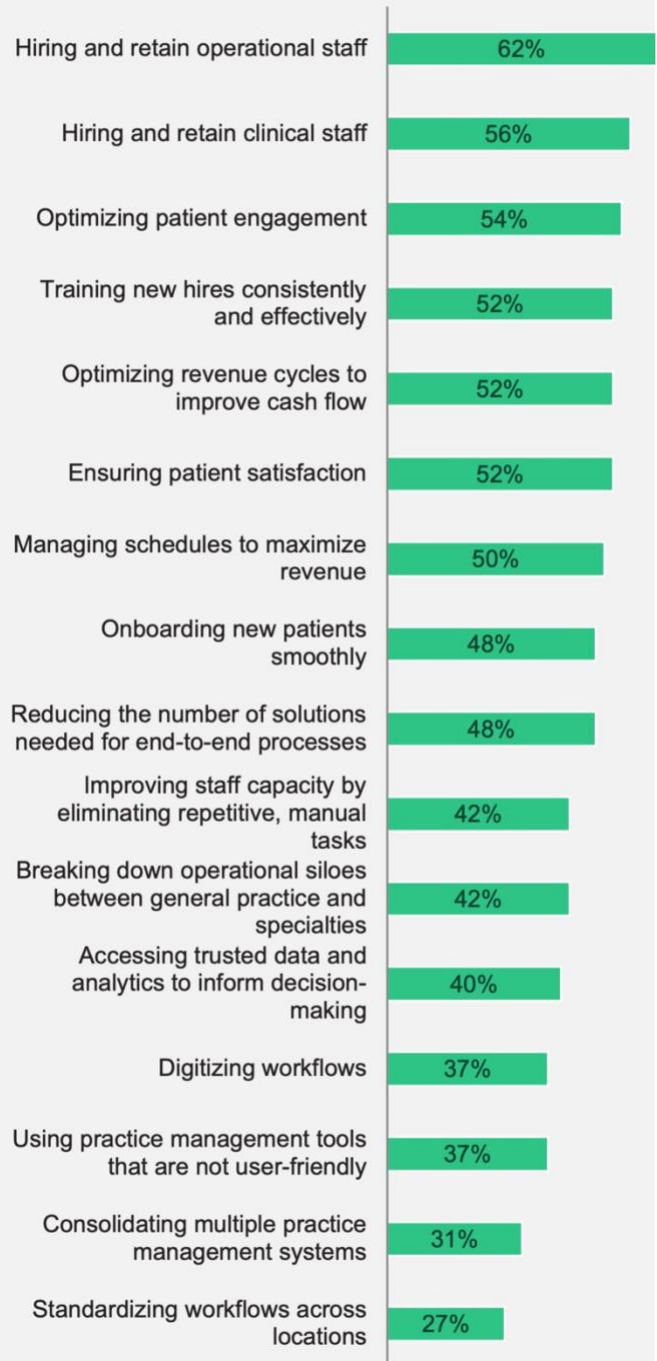 Hiring and retain operational staff
62%
Hiring and retain clinical staff
56%
Optimizing patient engagement
54%
Training new hires consistently
and effectively
52%
Optimizing revenue cycles to
improve cash flow
52%
Ensuring patient satisfaction
52%
Managing schedules to maximize
revenue
50%
Onboarding new patients
smoothly
48%
Reducing the number of solutions
needed for end-to-end processes
48%
Improving staff capacity by
eliminating repetitive, manual
tasks
42%
Breaking down operational siloes
between general practice and
specialties
42%
Accessing trusted data and
analytics to inform decision-
making
40%
Digitizing workflows
37%
Using practice management tools
that are not user-friendly
37%
Consolidating multiple practice
management systems
31%
Standardizing workflows across
locations
27%